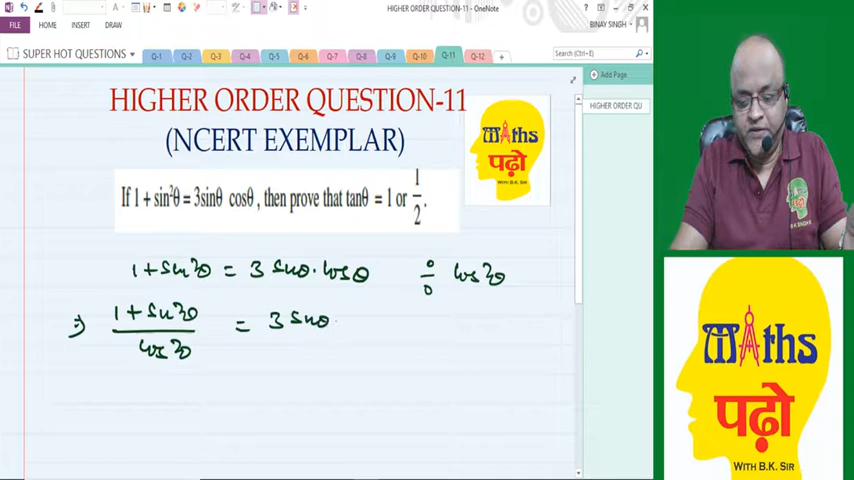 HIGHER ORDER QUESTION-11 - OneNote
FILE HOME INSERT DRAW
BINAY SINGH
SUPER HOT QUESTIONS Q-1 Q-2 Q-3 Q-4 Q-5 Q-6 Q-7 Q-8 Q-9 Q-10 Q-11 Q-12 +
Search (Ctrl+E)
Add Page
HIGHER ORDER QU
HIGHER ORDER QUESTION-11
(NCERT EXEMPLAR)
Maths
पढ़ो
WITH B.K. SIR
If 1 + sin²θ = 3sinθ cosθ, then prove that tanθ = 1 or 1/2.
1+sin²θ = 3 sinθ·cosθ ÷ cos²θ
⇒ (1+sin²θ)/cos²θ = 3 sinθ
B.K SINGH
Maths
पढ़ो
WITH B.K. SIR